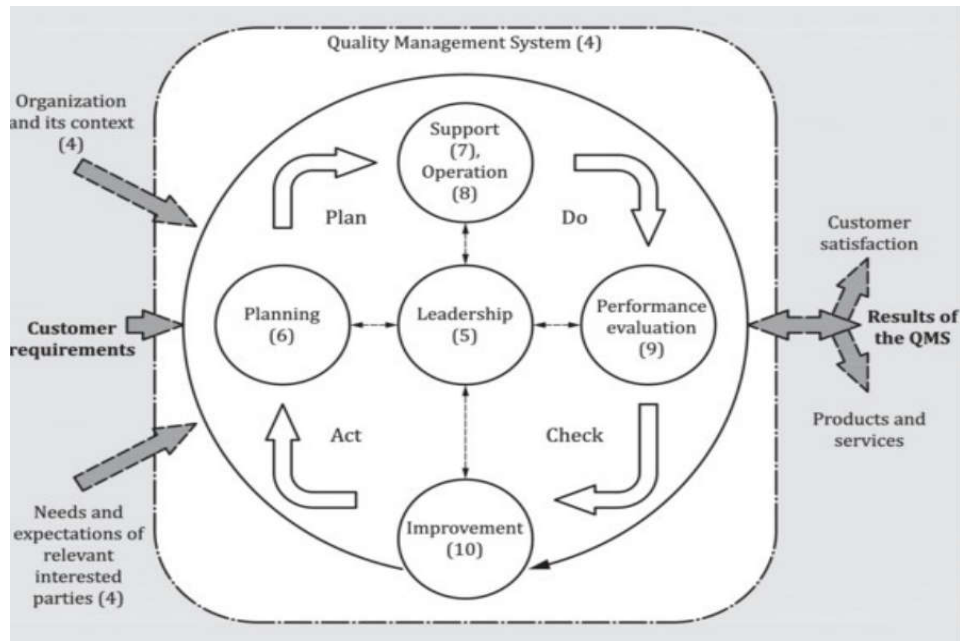 Quality Management System (4)
Organization
and its context
(4)
Support
(7),
Operation
(8)
Plan
Do
Customer
satisfaction
Planning
(6)
Leadership
(5)
Performance
evaluation
(9)
Customer
requirements
Results of
the QMS
Act
Check
Products and
services
Needs and
expectations of
relevant
interested
parties (4)
Improvement
(10)